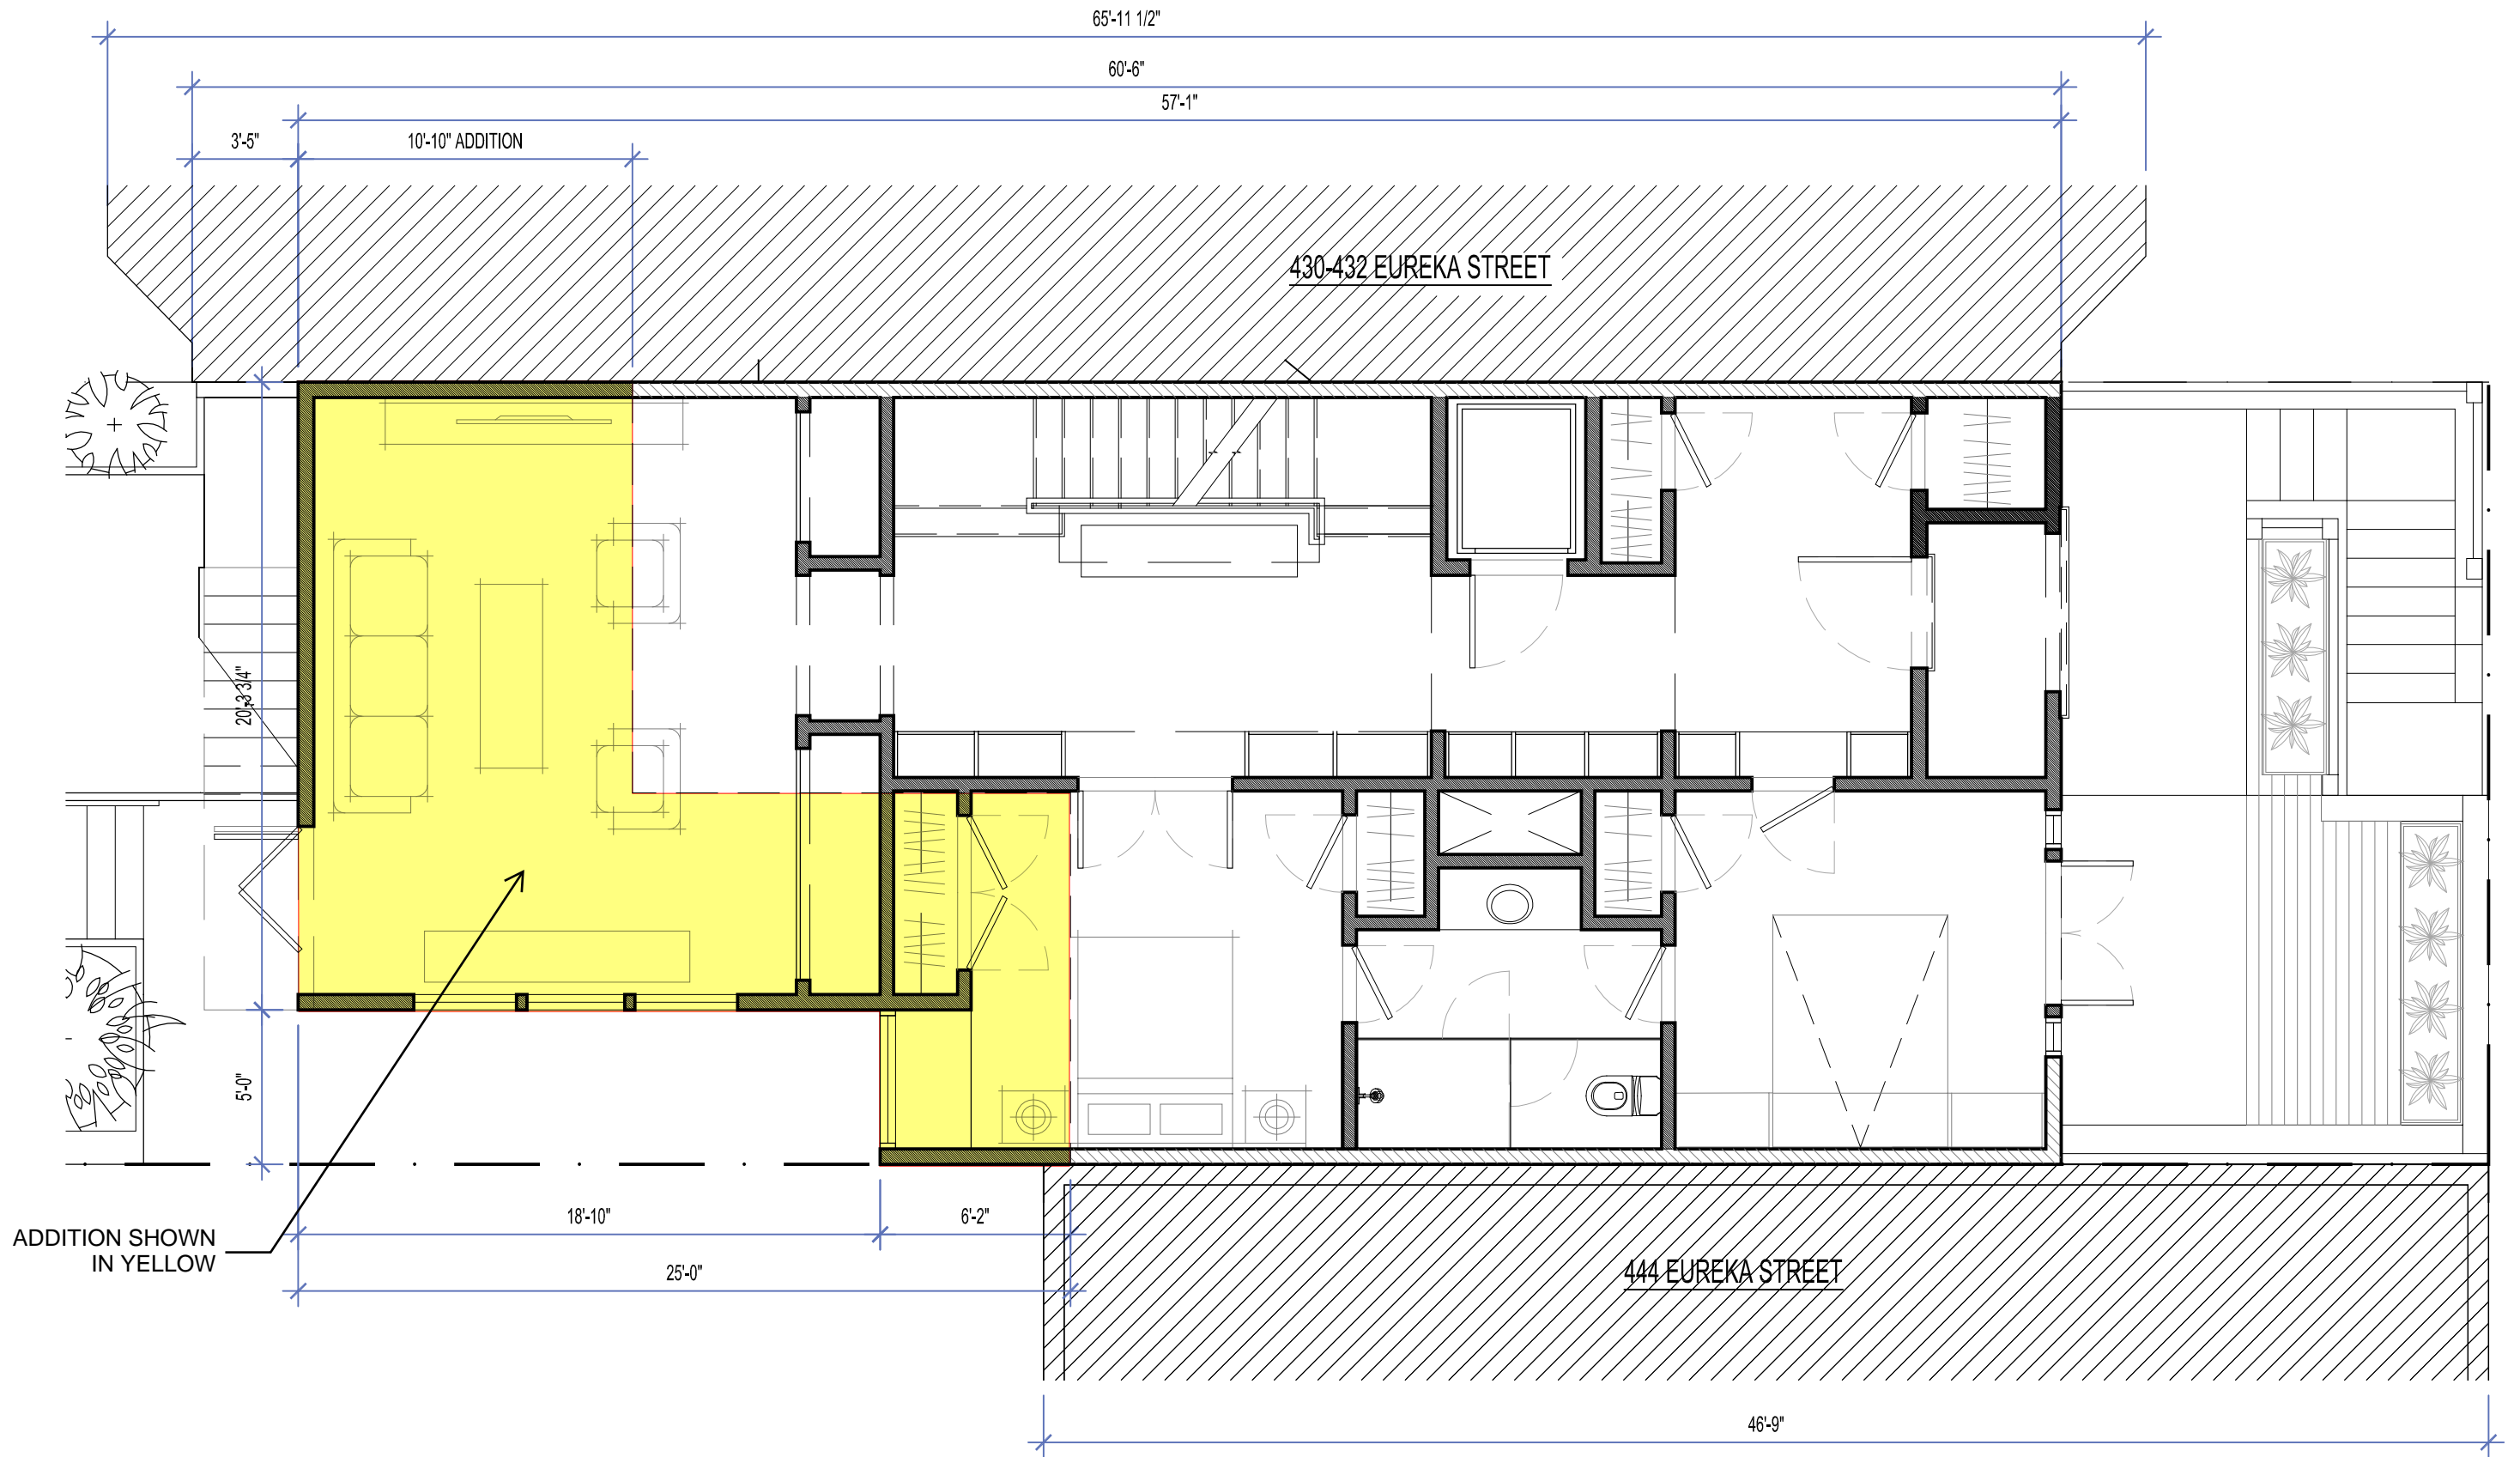 65'-11 1/2"
60'-6"
57'-1"
3'-5"
10'-10" ADDITION
430-432 EUREKA STREET
20'-3 3/4"
5'-0"
18'-10"
6'-2"
ADDITION SHOWN
IN YELLOW
25'-0"
444 EUREKA STREET
46'-9"